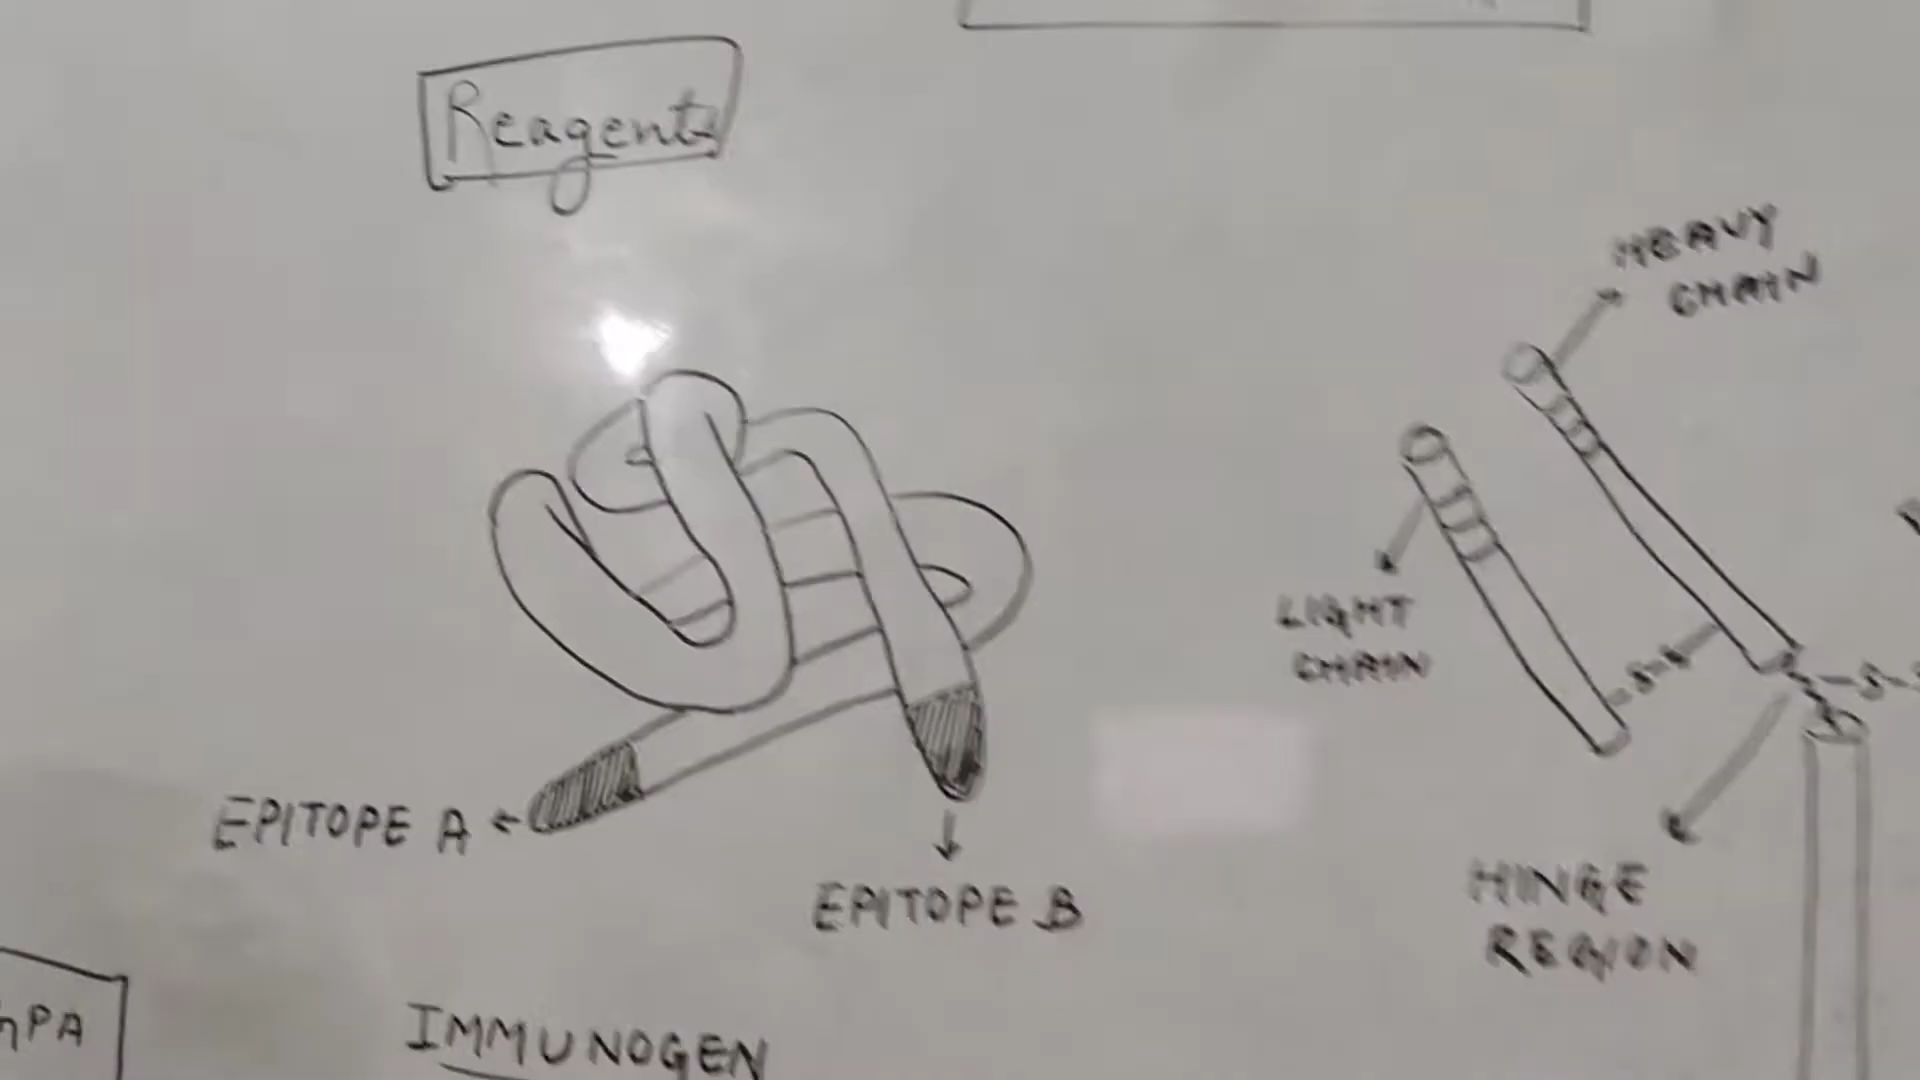 Reagents
HEAVY
CHAIN
LIGHT
CHAIN
-S-S-
-S-S
EPITOPE A
EPITOPE B
HINGE
REGION
IMMUNOGEN